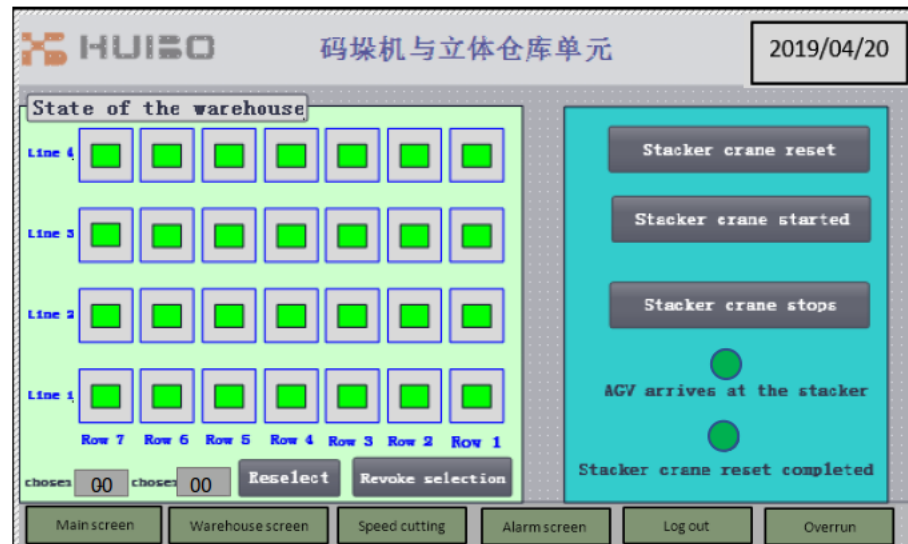 HUIBO
码垛机与立体仓库单元
2019/04/20
State of the warehouse
Line 4
Line 3
Line 2
Line 1
Row 7 Row 6 Row 5 Row 4 Row 3 Row 2 Row 1
chosen 00 chosen 00 Reselect Revoke selection
Stacker crane reset
Stacker crane started
Stacker crane stops
AGV arrives at the stacker
Stacker crane reset completed
Main screen Warehouse screen Speed cutting Alarm screen Log out Overrun